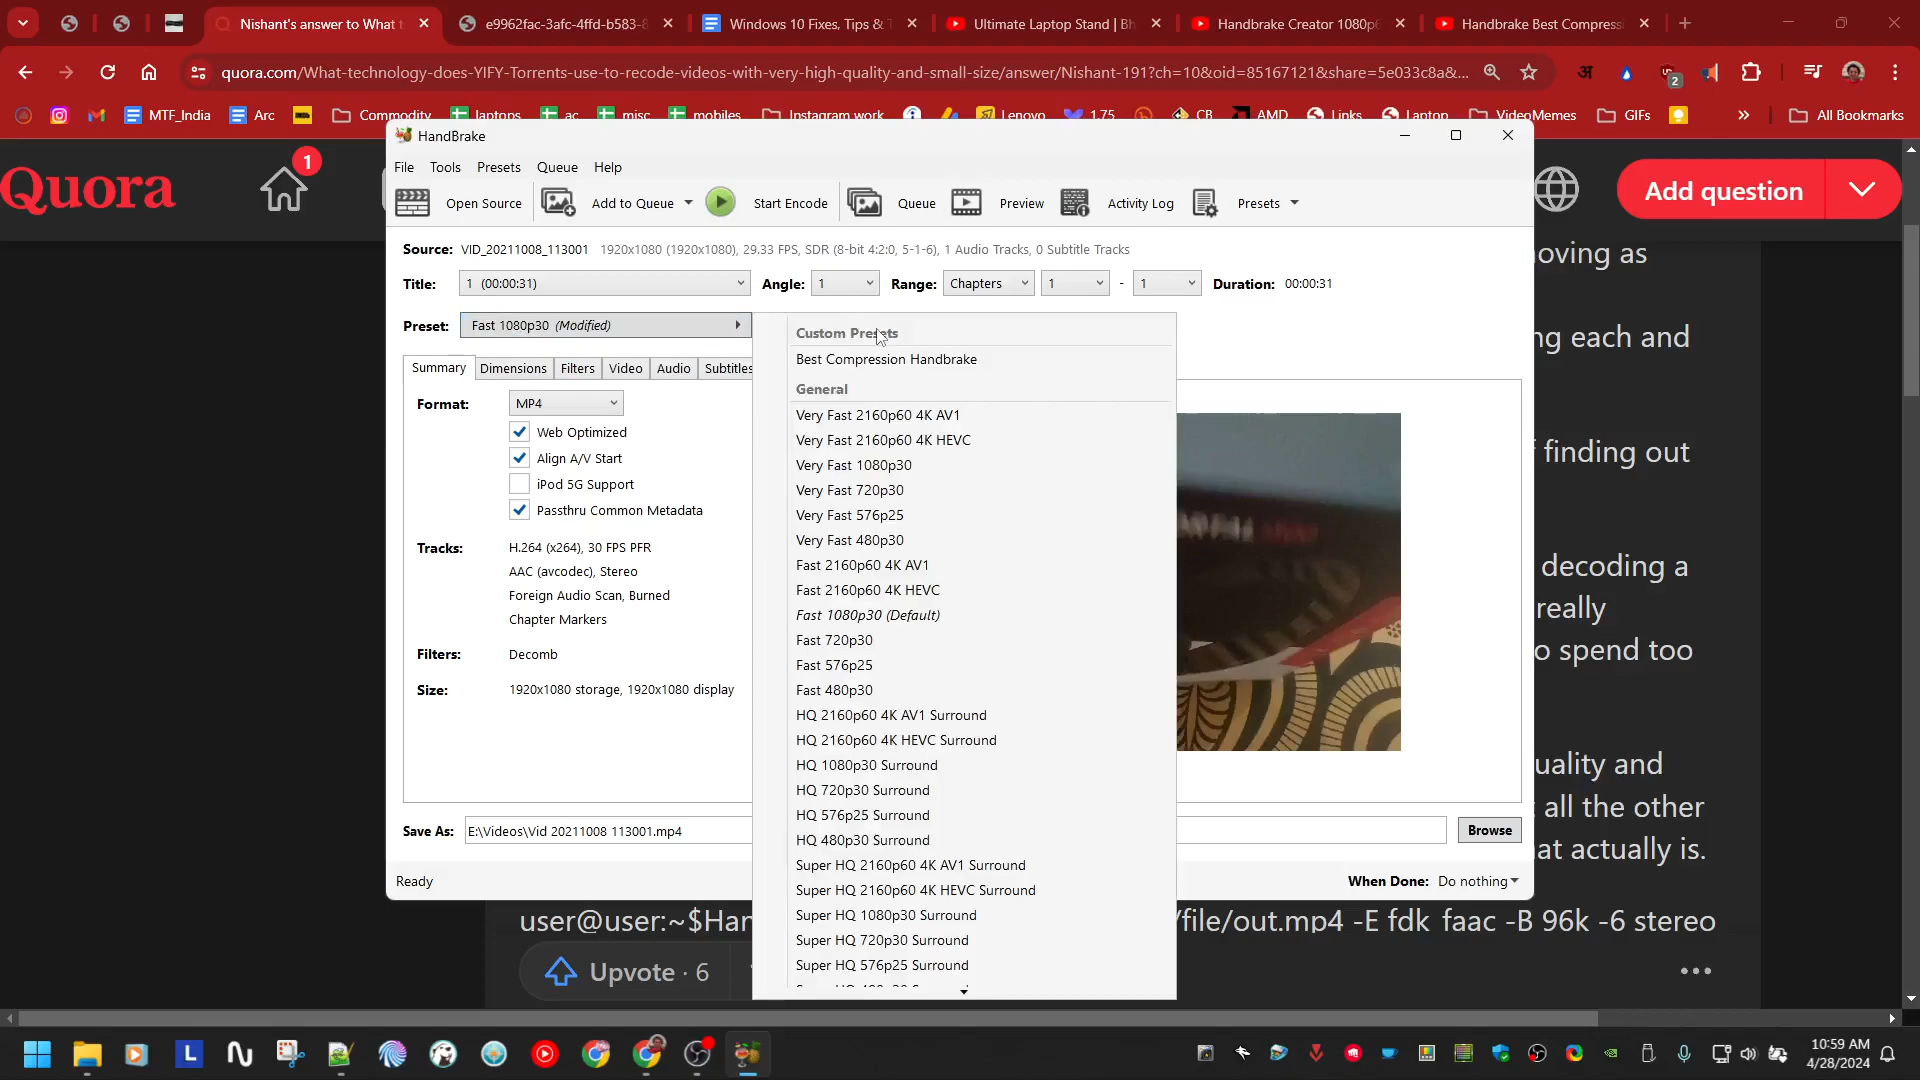 Nishant's answer to What t
e9962fac-3afc-4ffd-b583-8
Windows 10 Fixes, Tips & T
Ultimate Laptop Stand | Bh
Handbrake Creator 1080p6
Handbrake Best Compress
quora.com/What-technology-does-YIFY-Torrents-use-to-recode-videos-with-very-high-quality-and-small-size/answer/Nishant-191?ch=10&oid=85167121&share=5e033c8a&...
अ
2
MTF_India
Arc
Commodity
laptops
ac
misc
mobiles
Instagram work
Lenovo
1.75
CB
AMD
Links
Laptop
VideoMemes
GIFs
»
All Bookmarks
Quora
1
Add question
HandBrake
File Tools Presets Queue Help
Open Source
Add to Queue
Start Encode
Queue
Preview
Activity Log
Presets
Source: VID_20211008_113001 1920x1080 (1920x1080), 29.33 FPS, SDR (8-bit 4:2:0, 5-1-6), 1 Audio Tracks, 0 Subtitle Tracks
Title: 1 (00:00:31) Angle: 1 Range: Chapters 1 - 1 Duration: 00:00:31
Preset: Fast 1080p30 (Modified)
Summary Dimensions Filters Video Audio Subtitles
Format: MP4
Web Optimized
Align A/V Start
iPod 5G Support
Passthru Common Metadata
Tracks: H.264 (x264), 30 FPS PFR
AAC (avcodec), Stereo
Foreign Audio Scan, Burned
Chapter Markers
Filters: Decomb
Size: 1920x1080 storage, 1920x1080 display
Save As: E:\Videos\Vid 20211008 113001.mp4
Browse
Ready
When Done: Do nothing
Custom Presets
Best Compression Handbrake
General
Very Fast 2160p60 4K AV1
Very Fast 2160p60 4K HEVC
Very Fast 1080p30
Very Fast 720p30
Very Fast 576p25
Very Fast 480p30
Fast 2160p60 4K AV1
Fast 2160p60 4K HEVC
Fast 1080p30 (Default)
Fast 720p30
Fast 576p25
Fast 480p30
HQ 2160p60 4K AV1 Surround
HQ 2160p60 4K HEVC Surround
HQ 1080p30 Surround
HQ 720p30 Surround
HQ 576p25 Surround
HQ 480p30 Surround
Super HQ 2160p60 4K AV1 Surround
Super HQ 2160p60 4K HEVC Surround
Super HQ 1080p30 Surround
Super HQ 720p30 Surround
Super HQ 576p25 Surround
oving as
ng each and
f finding out
decoding a
really
o spend too
uality and
all the other
at actually is.
user@user:~$Han
/file/out.mp4 -E fdk_faac -B 96k -6 stereo
Upvote · 6
10:59 AM
4/28/2024